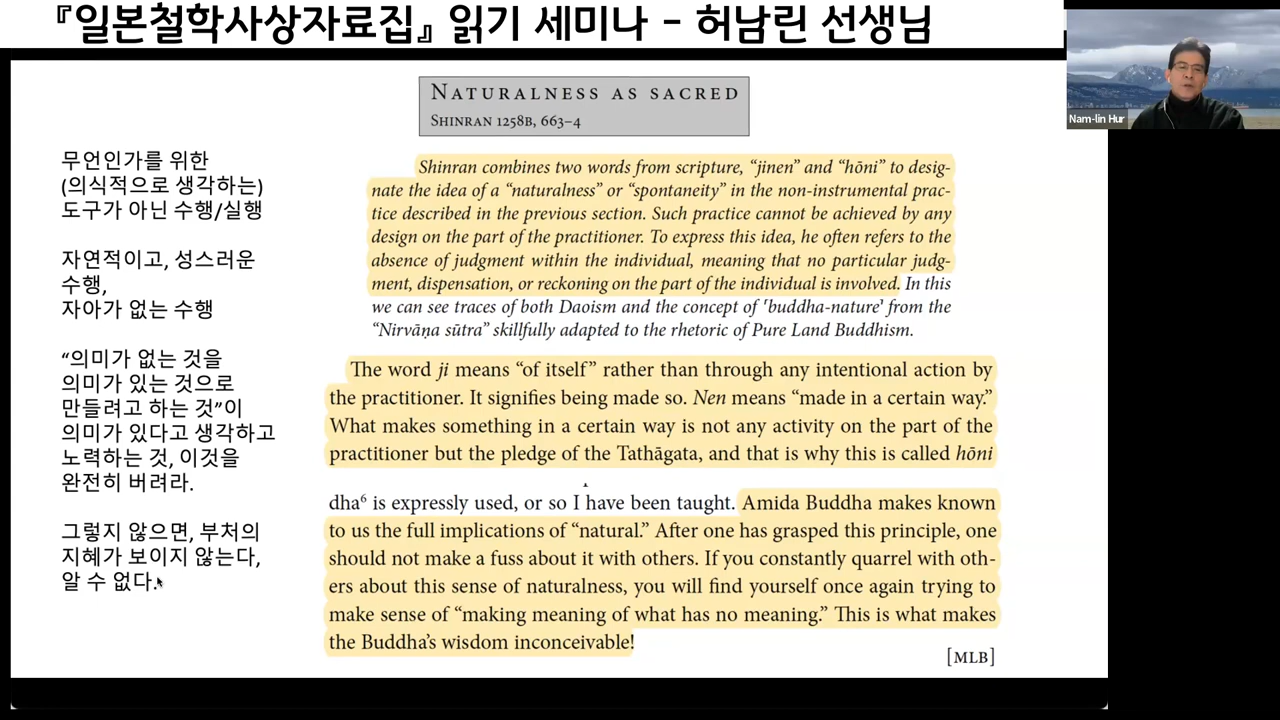 『일본철학사상자료집』 읽기 세미나 - 허남린 선생님
Nam-lin Hur
NATURALNESS AS SACRED
SHINRAN 1258B, 663–4
무언인가를 위한
(의식적으로 생각하는)
도구가 아닌 수행/실행
자연적이고, 성스러운
수행,
자아가 없는 수행
“의미가 없는 것을
의미가 있는 것으로
만들려고 하는 것”이
의미가 있다고 생각하고
노력하는 것, 이것을
완전히 버려라.
그렇지 않으면, 부처의
지혜가 보이지 않는다,
알 수 없다.
Shinran combines two words from scripture, “jinen” and “hōni” to desig-
nate the idea of a “naturalness” or “spontaneity” in the non-instrumental prac-
tice described in the previous section. Such practice cannot be achieved by any
design on the part of the practitioner. To express this idea, he often refers to the
absence of judgment within the individual, meaning that no particular judg-
ment, dispensation, or reckoning on the part of the individual is involved. In this
we can see traces of both Daoism and the concept of ʹbuddha-natureʹ from the
“Nirvāṇa sūtra” skillfully adapted to the rhetoric of Pure Land Buddhism.
The word ji means “of itself” rather than through any intentional action by
the practitioner. It signifies being made so. Nen means “made in a certain way.”
What makes something in a certain way is not any activity on the part of the
practitioner but the pledge of the Tathāgata, and that is why this is called hōni
dha⁶ is expressly used, or so I have been taught. Amida Buddha makes known
to us the full implications of “natural.” After one has grasped this principle, one
should not make a fuss about it with others. If you constantly quarrel with oth-
ers about this sense of naturalness, you will find yourself once again trying to
make sense of “making meaning of what has no meaning.” This is what makes
the Buddha’s wisdom inconceivable!
[MLB]